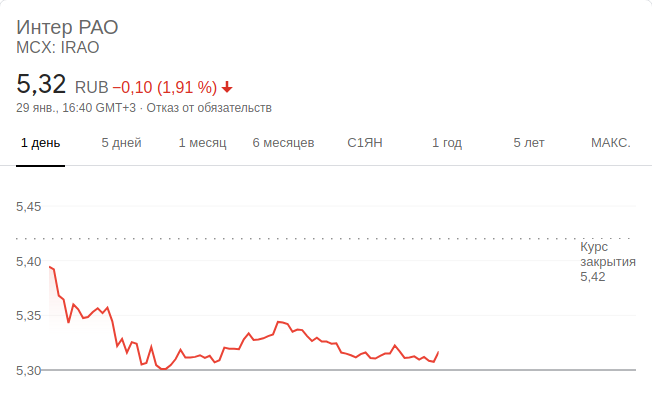 Интер РАО
MCX: IRAO
5,32 RUB −0,10 (1,91 %)
29 янв., 16:40 GMT+3 · Отказ от обязательств
1 день 5 дней 1 месяц 6 месяцев С1ЯН 1 год 5 лет МАКС.
5,45
Курс
закрытия
5,42
5,40
5,35
5,30